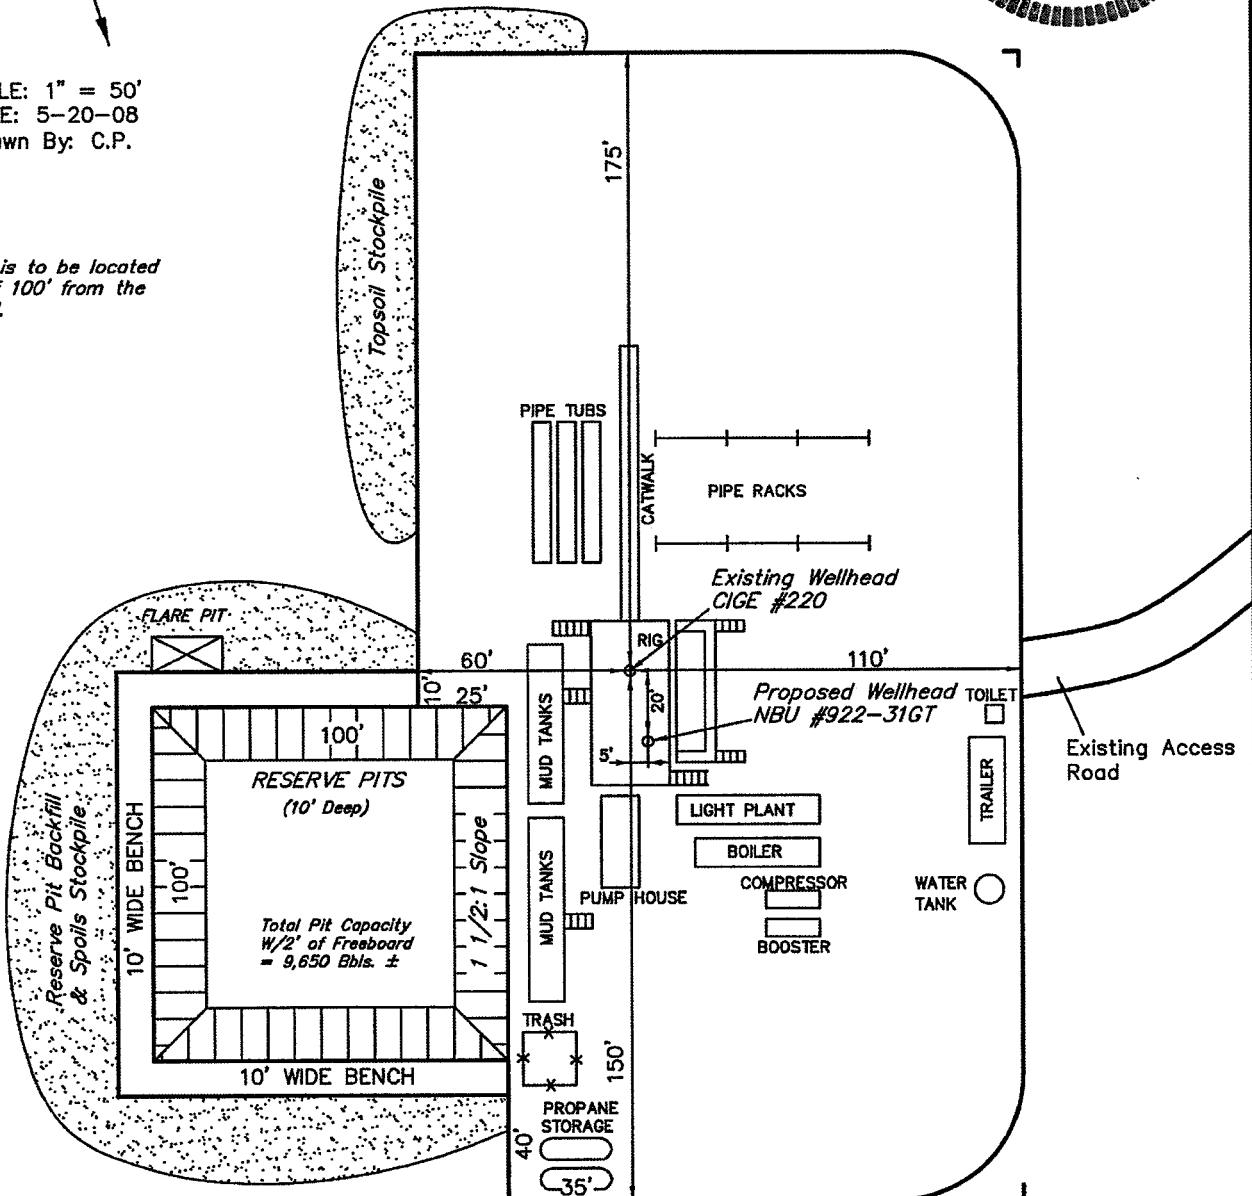 LE: 1" = 50'
E: 5-20-08
wn By: C.P.
is to be located
100' from the
175'
Topsoil Stockpile
PIPE TUBS
CATWALK
PIPE RACKS
Existing Wellhead
CIGE #220
FLARE PIT
RIG
60'
110'
10'
25'
20'
Proposed Wellhead
NBU #922-31GT
TOILET
5'
Existing Access
Road
100'
RESERVE PITS
(10' Deep)
MUD TANKS
LIGHT PLANT
TRAILER
BOILER
Reserve Pit Backfill
& Spoils Stockpile
10' WIDE BENCH
100'
1 1/2:1 Slope
MUD TANKS
PUMP HOUSE
COMPRESSOR
WATER
TANK
Total Pit Capacity
W/2' of Freeboard
= 9,650 Bbls. ±
BOOSTER
TRASH
150'
10' WIDE BENCH
PROPANE
STORAGE
40'
35'